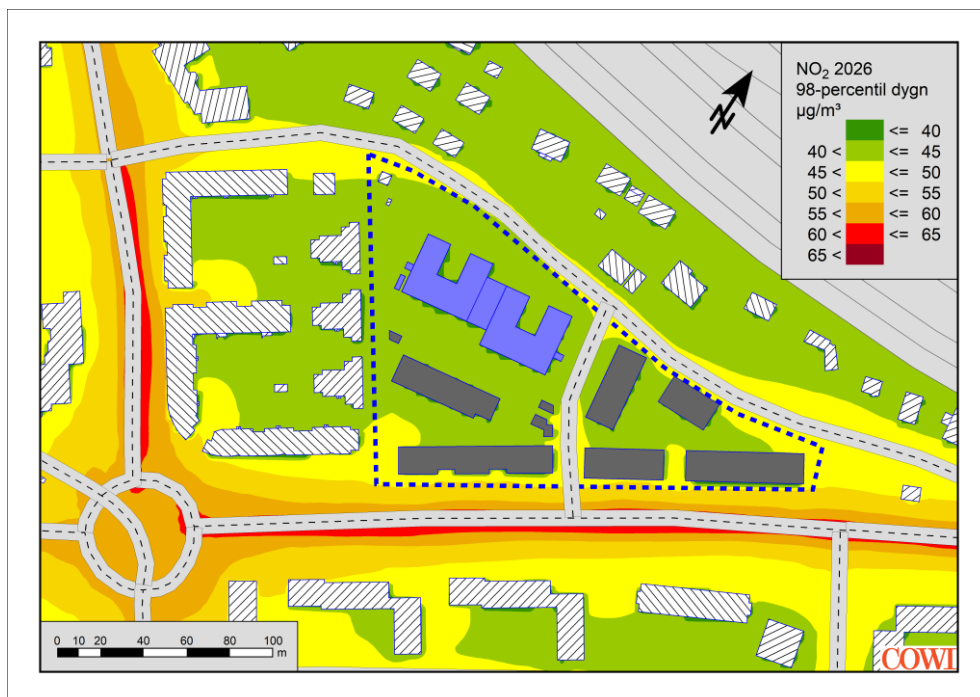 NO₂ 2026
98-percentil dygn
µg/m³
<= 40
40 < <= 45
45 < <= 50
50 < <= 55
55 < <= 60
60 < <= 65
65 <
N
0 10 20 40 60 80 100
m
COWI